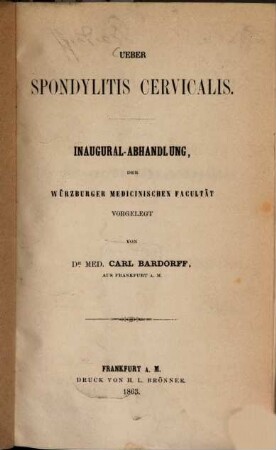 UEBER
SPONDYLITIS CERVICALIS.
INAUGURAL-ABHANDLUNG,
DER
WÜRZBURGER MEDICINISCHEN FACULTÄT
VORGELEGT
VON
DR MED. CARL BARDORFF,
AUS FRANKFURT A. M.
FRANKFURT A. M.
DRUCK VON H. L. BRÖNNER.
1863.